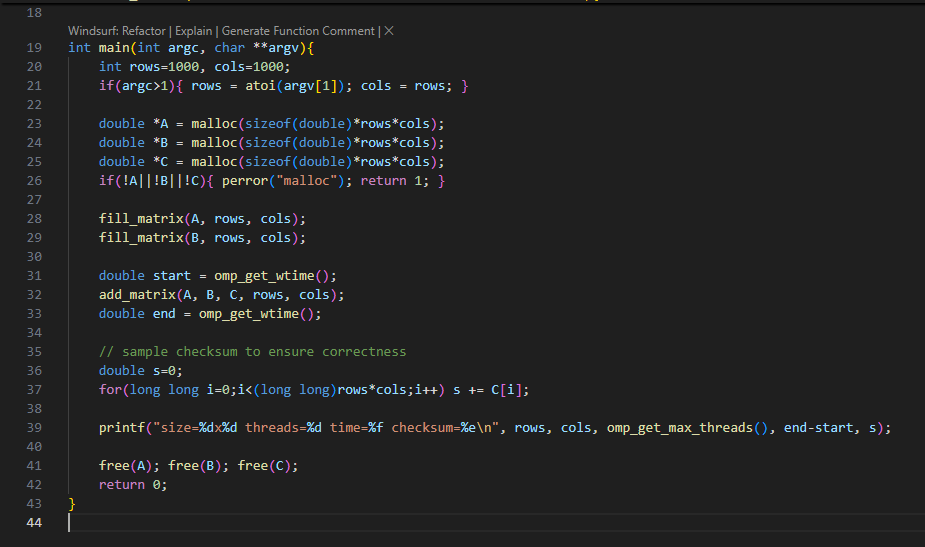 18
Windsurf: Refactor | Explain | Generate Function Comment | ×
19 int main(int argc, char **argv){
20     int rows=1000, cols=1000;
21     if(argc>1){ rows = atoi(argv[1]); cols = rows; }
22
23     double *A = malloc(sizeof(double)*rows*cols);
24     double *B = malloc(sizeof(double)*rows*cols);
25     double *C = malloc(sizeof(double)*rows*cols);
26     if(!A||!B||!C){ perror("malloc"); return 1; }
27
28     fill_matrix(A, rows, cols);
29     fill_matrix(B, rows, cols);
30
31     double start = omp_get_wtime();
32     add_matrix(A, B, C, rows, cols);
33     double end = omp_get_wtime();
34
35     // sample checksum to ensure correctness
36     double s=0;
37     for(long long i=0;i<(long long)rows*cols;i++) s += C[i];
38
39     printf("size=%dx%d threads=%d time=%f checksum=%e\n", rows, cols, omp_get_max_threads(), end-start, s);
40
41     free(A); free(B); free(C);
42     return 0;
43 }
44